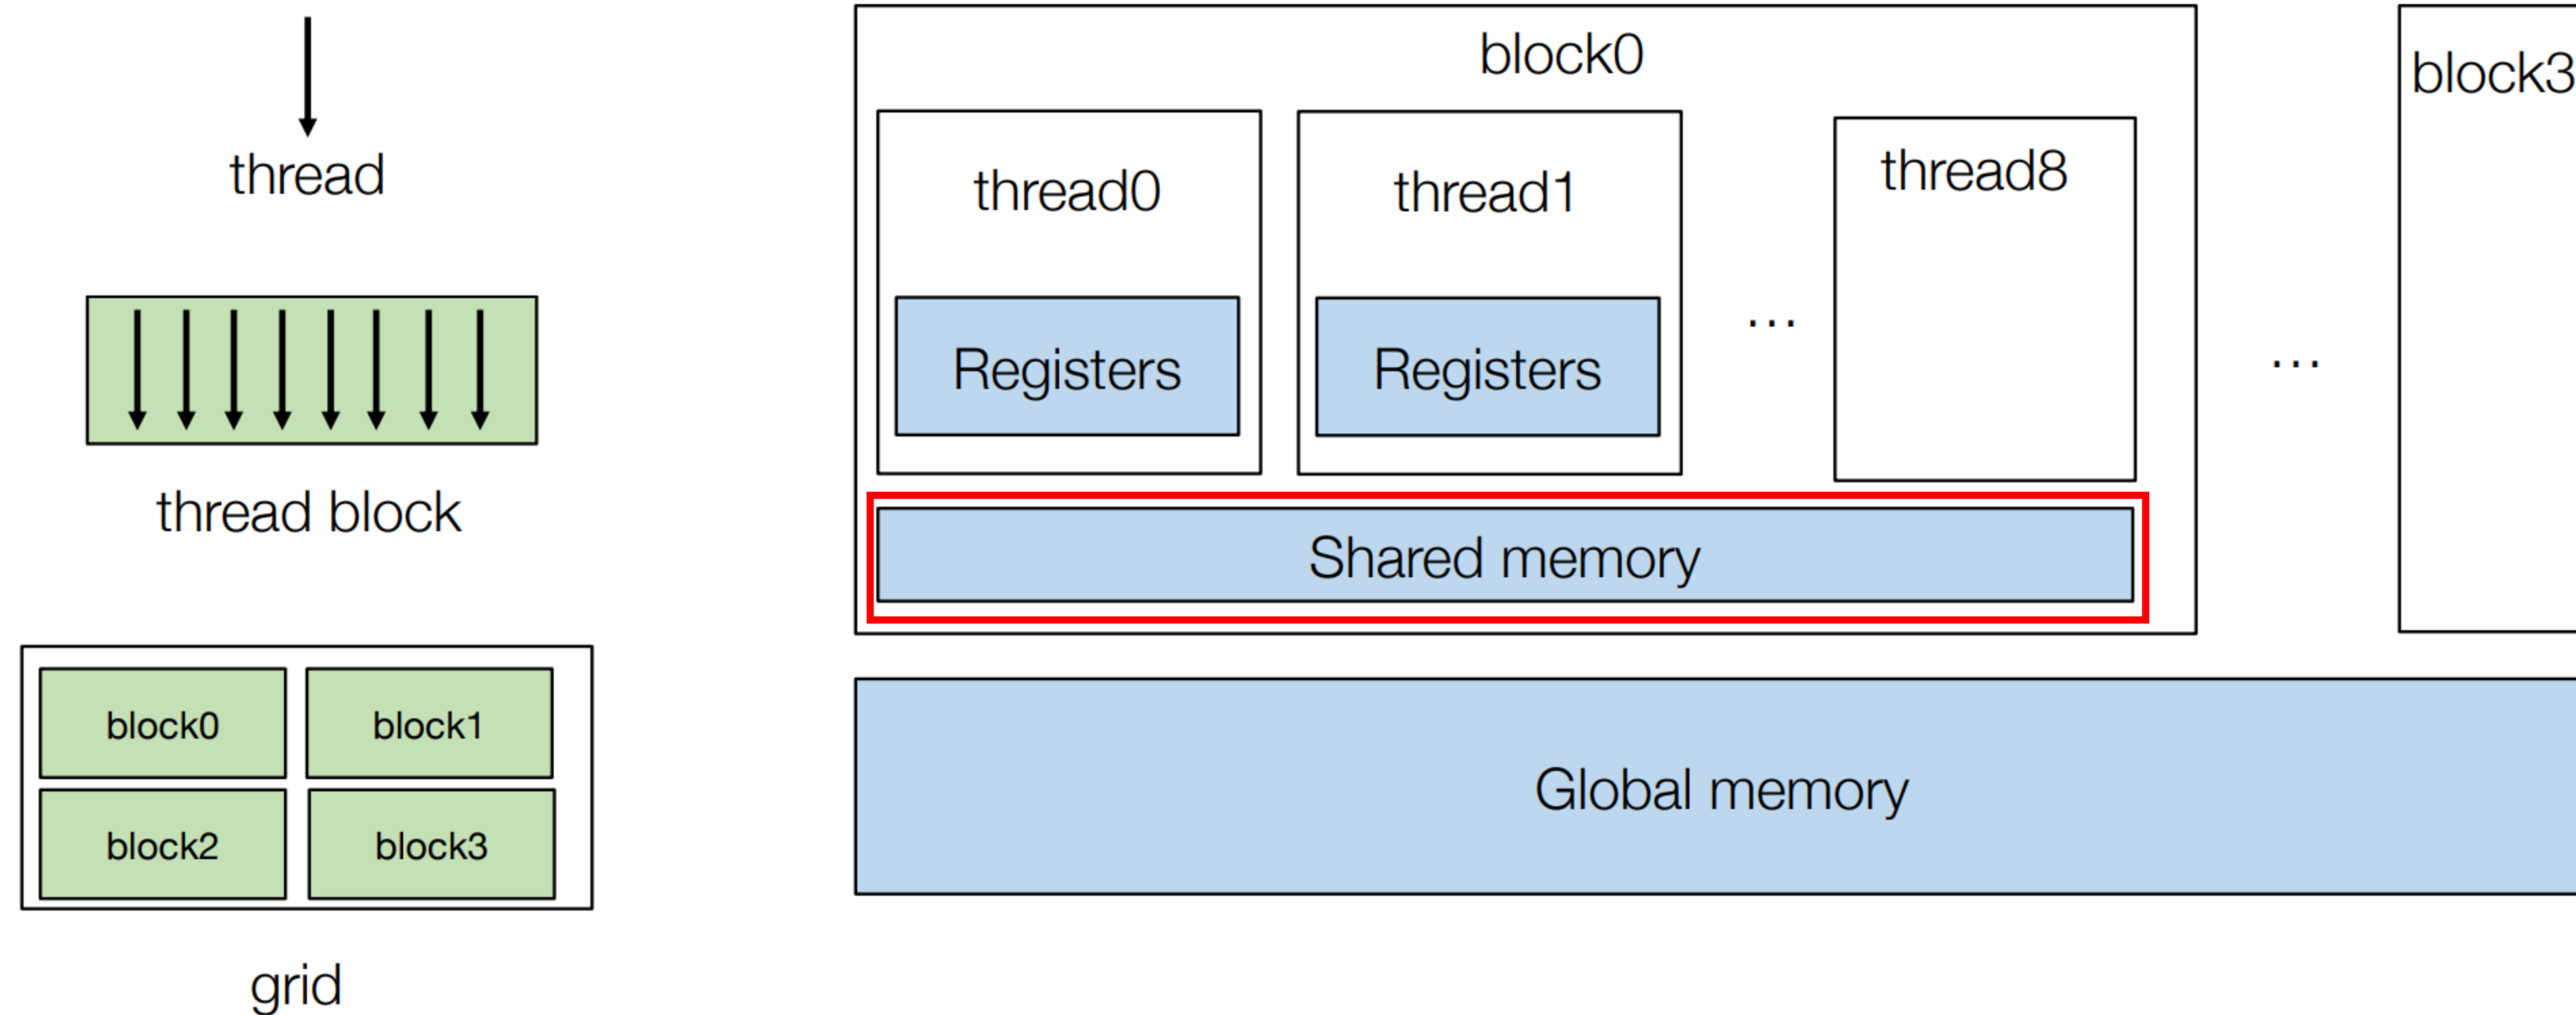 thread
thread block
block0
block1
block2
block3
grid
block0
thread0
Registers
thread1
Registers
...
thread8
Shared memory
...
block3
Global memory